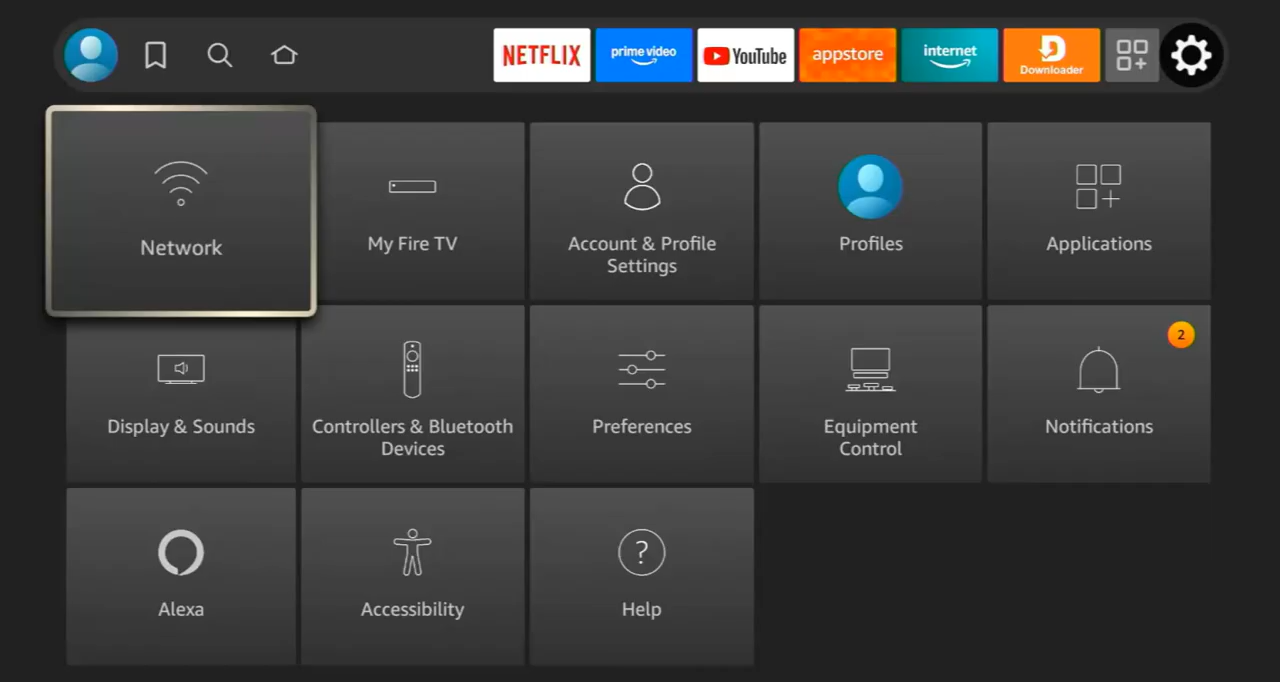 NETFLIX
prime video
YouTube
appstore
internet
Downloader
Network
My Fire TV
Account & Profile
Settings
Profiles
Applications
Display & Sounds
Controllers & Bluetooth
Devices
Preferences
Equipment
Control
2
Notifications
Alexa
Accessibility
?
Help